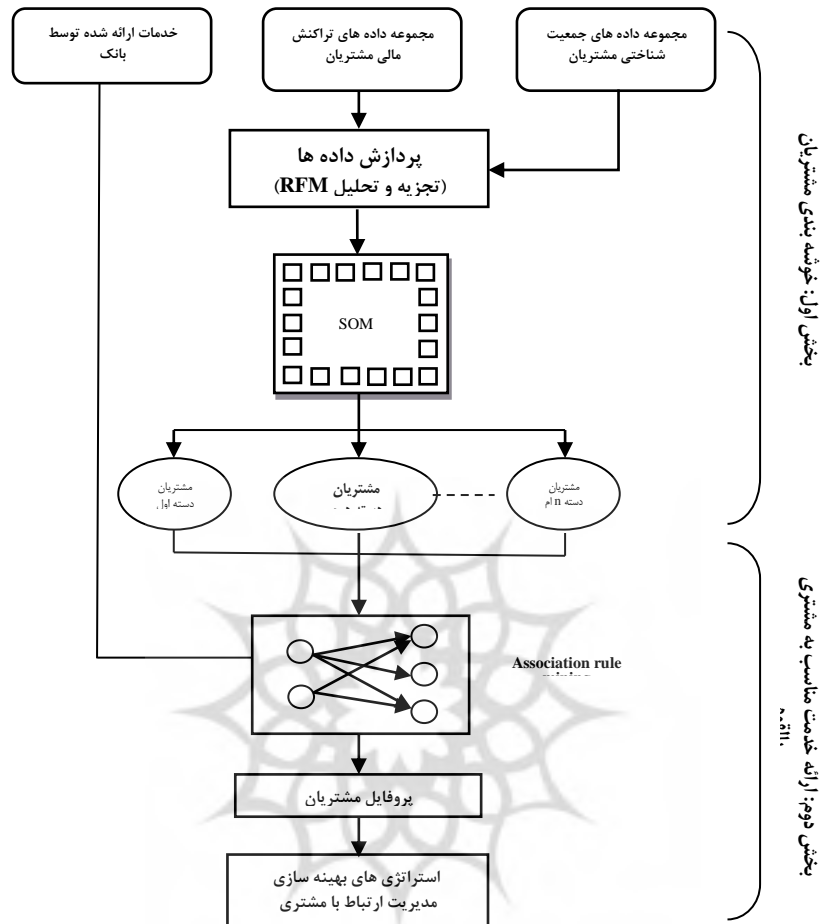 مجموعه داده های جمعیت
شناختی مشتریان
مجموعه داده های تراکنش
مالی مشتریان
خدمات ارائه شده توسط
بانک
پردازش داده ها
(تجزیه و تحلیل RFM)
SOM
مشتریان
دسته n ام
مشتریان
مشتریان
دسته اول
بخش اول: خوشه بندی مشتریان
Association rule
پروفایل مشتریان
استراتژی های بهینه سازی
مدیریت ارتباط با مشتری
بخش دوم: ارائه خدمت مناسب به مشتری